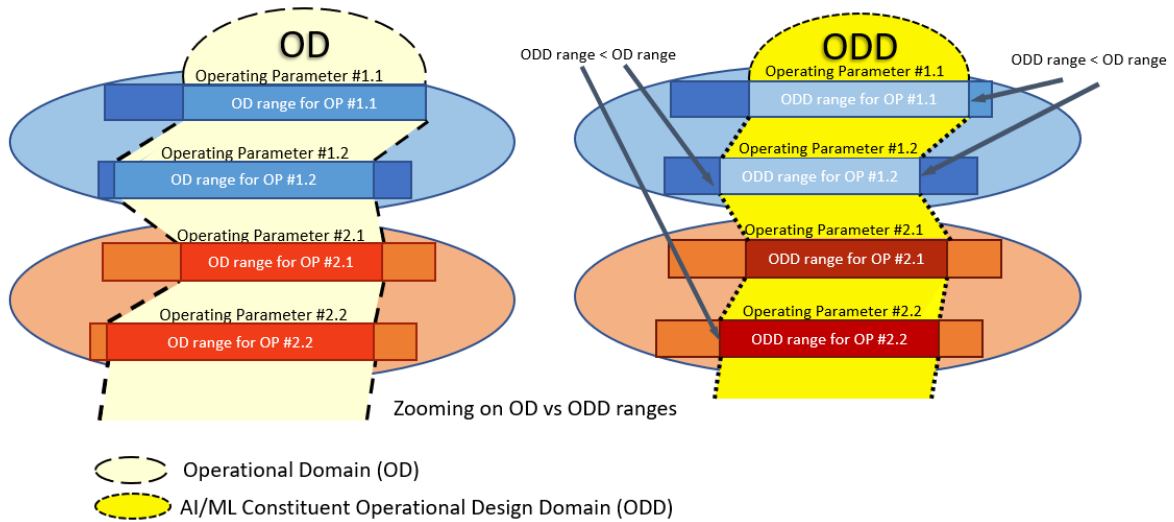 OD
Operating Parameter #1.1
OD range for OP #1.1
Operating Parameter #1.2
OD range for OP #1.2
Operating Parameter #2.1
OD range for OP #2.1
Operating Parameter #2.2
OD range for OP #2.2
ODD range < OD range
ODD
ODD range < OD range
Operating Parameter #1.1
ODD range for OP #1.1
Operating Parameter #1.2
ODD range for OP #1.2
Operating Parameter #2.1
ODD range for OP #2.1
Operating Parameter #2.2
ODD range for OP #2.2
Zooming on OD vs ODD ranges
Operational Domain (OD)
AI/ML Constituent Operational Design Domain (ODD)